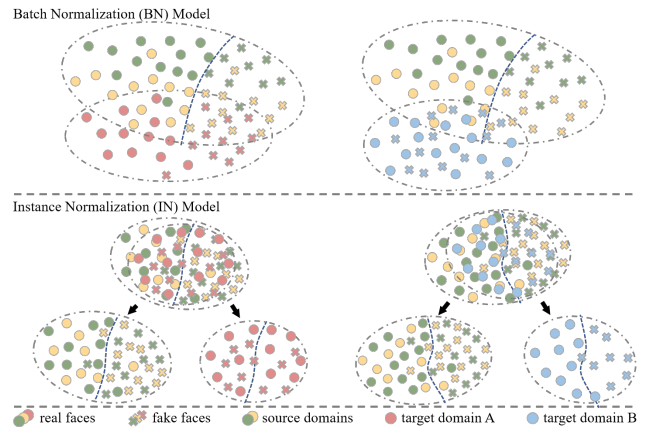 Batch Normalization (BN) Model
Instance Normalization (IN) Model
real faces fake faces source domains target domain A target domain B